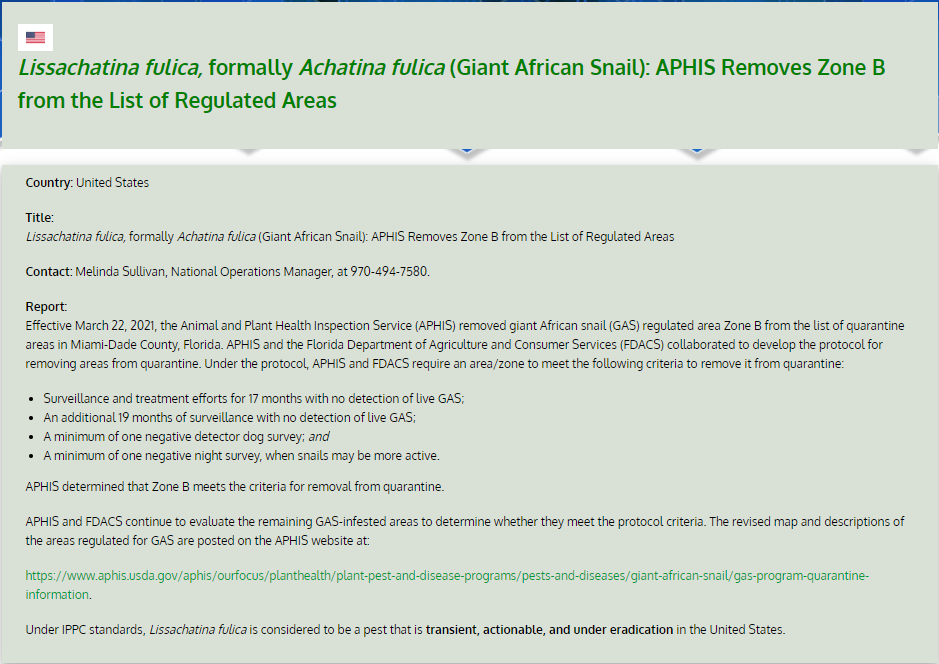 Lissachatina fulica, formally Achatina fulica (Giant African Snail): APHIS Removes Zone B
from the List of Regulated Areas
Country: United States
Title:
Lissachatina fulica, formally Achatina fulica (Giant African Snail): APHIS Removes Zone B from the List of Regulated Areas
Contact: Melinda Sullivan, National Operations Manager, at 970-494-7580.
Report:
Effective March 22, 2021, the Animal and Plant Health Inspection Service (APHIS) removed giant African snail (GAS) regulated area Zone B from the list of quarantine
areas in Miami-Dade County, Florida. APHIS and the Florida Department of Agriculture and Consumer Services (FDACS) collaborated to develop the protocol for
removing areas from quarantine. Under the protocol, APHIS and FDACS require an area/zone to meet the following criteria to remove it from quarantine:
• Surveillance and treatment efforts for 17 months with no detection of live GAS;
• An additional 19 months of surveillance with no detection of live GAS;
• A minimum of one negative detector dog survey; and
• A minimum of one negative night survey, when snails may be more active.
APHIS determined that Zone B meets the criteria for removal from quarantine.
APHIS and FDACS continue to evaluate the remaining GAS-infested areas to determine whether they meet the protocol criteria. The revised map and descriptions of
the areas regulated for GAS are posted on the APHIS website at:
https://www.aphis.usda.gov/aphis/ourfocus/planthealth/plant-pest-and-disease-programs/pests-and-diseases/giant-african-snail/gas-program-quarantine-
information.
Under IPPC standards, Lissachatina fulica is considered to be a pest that is transient, actionable, and under eradication in the United States.